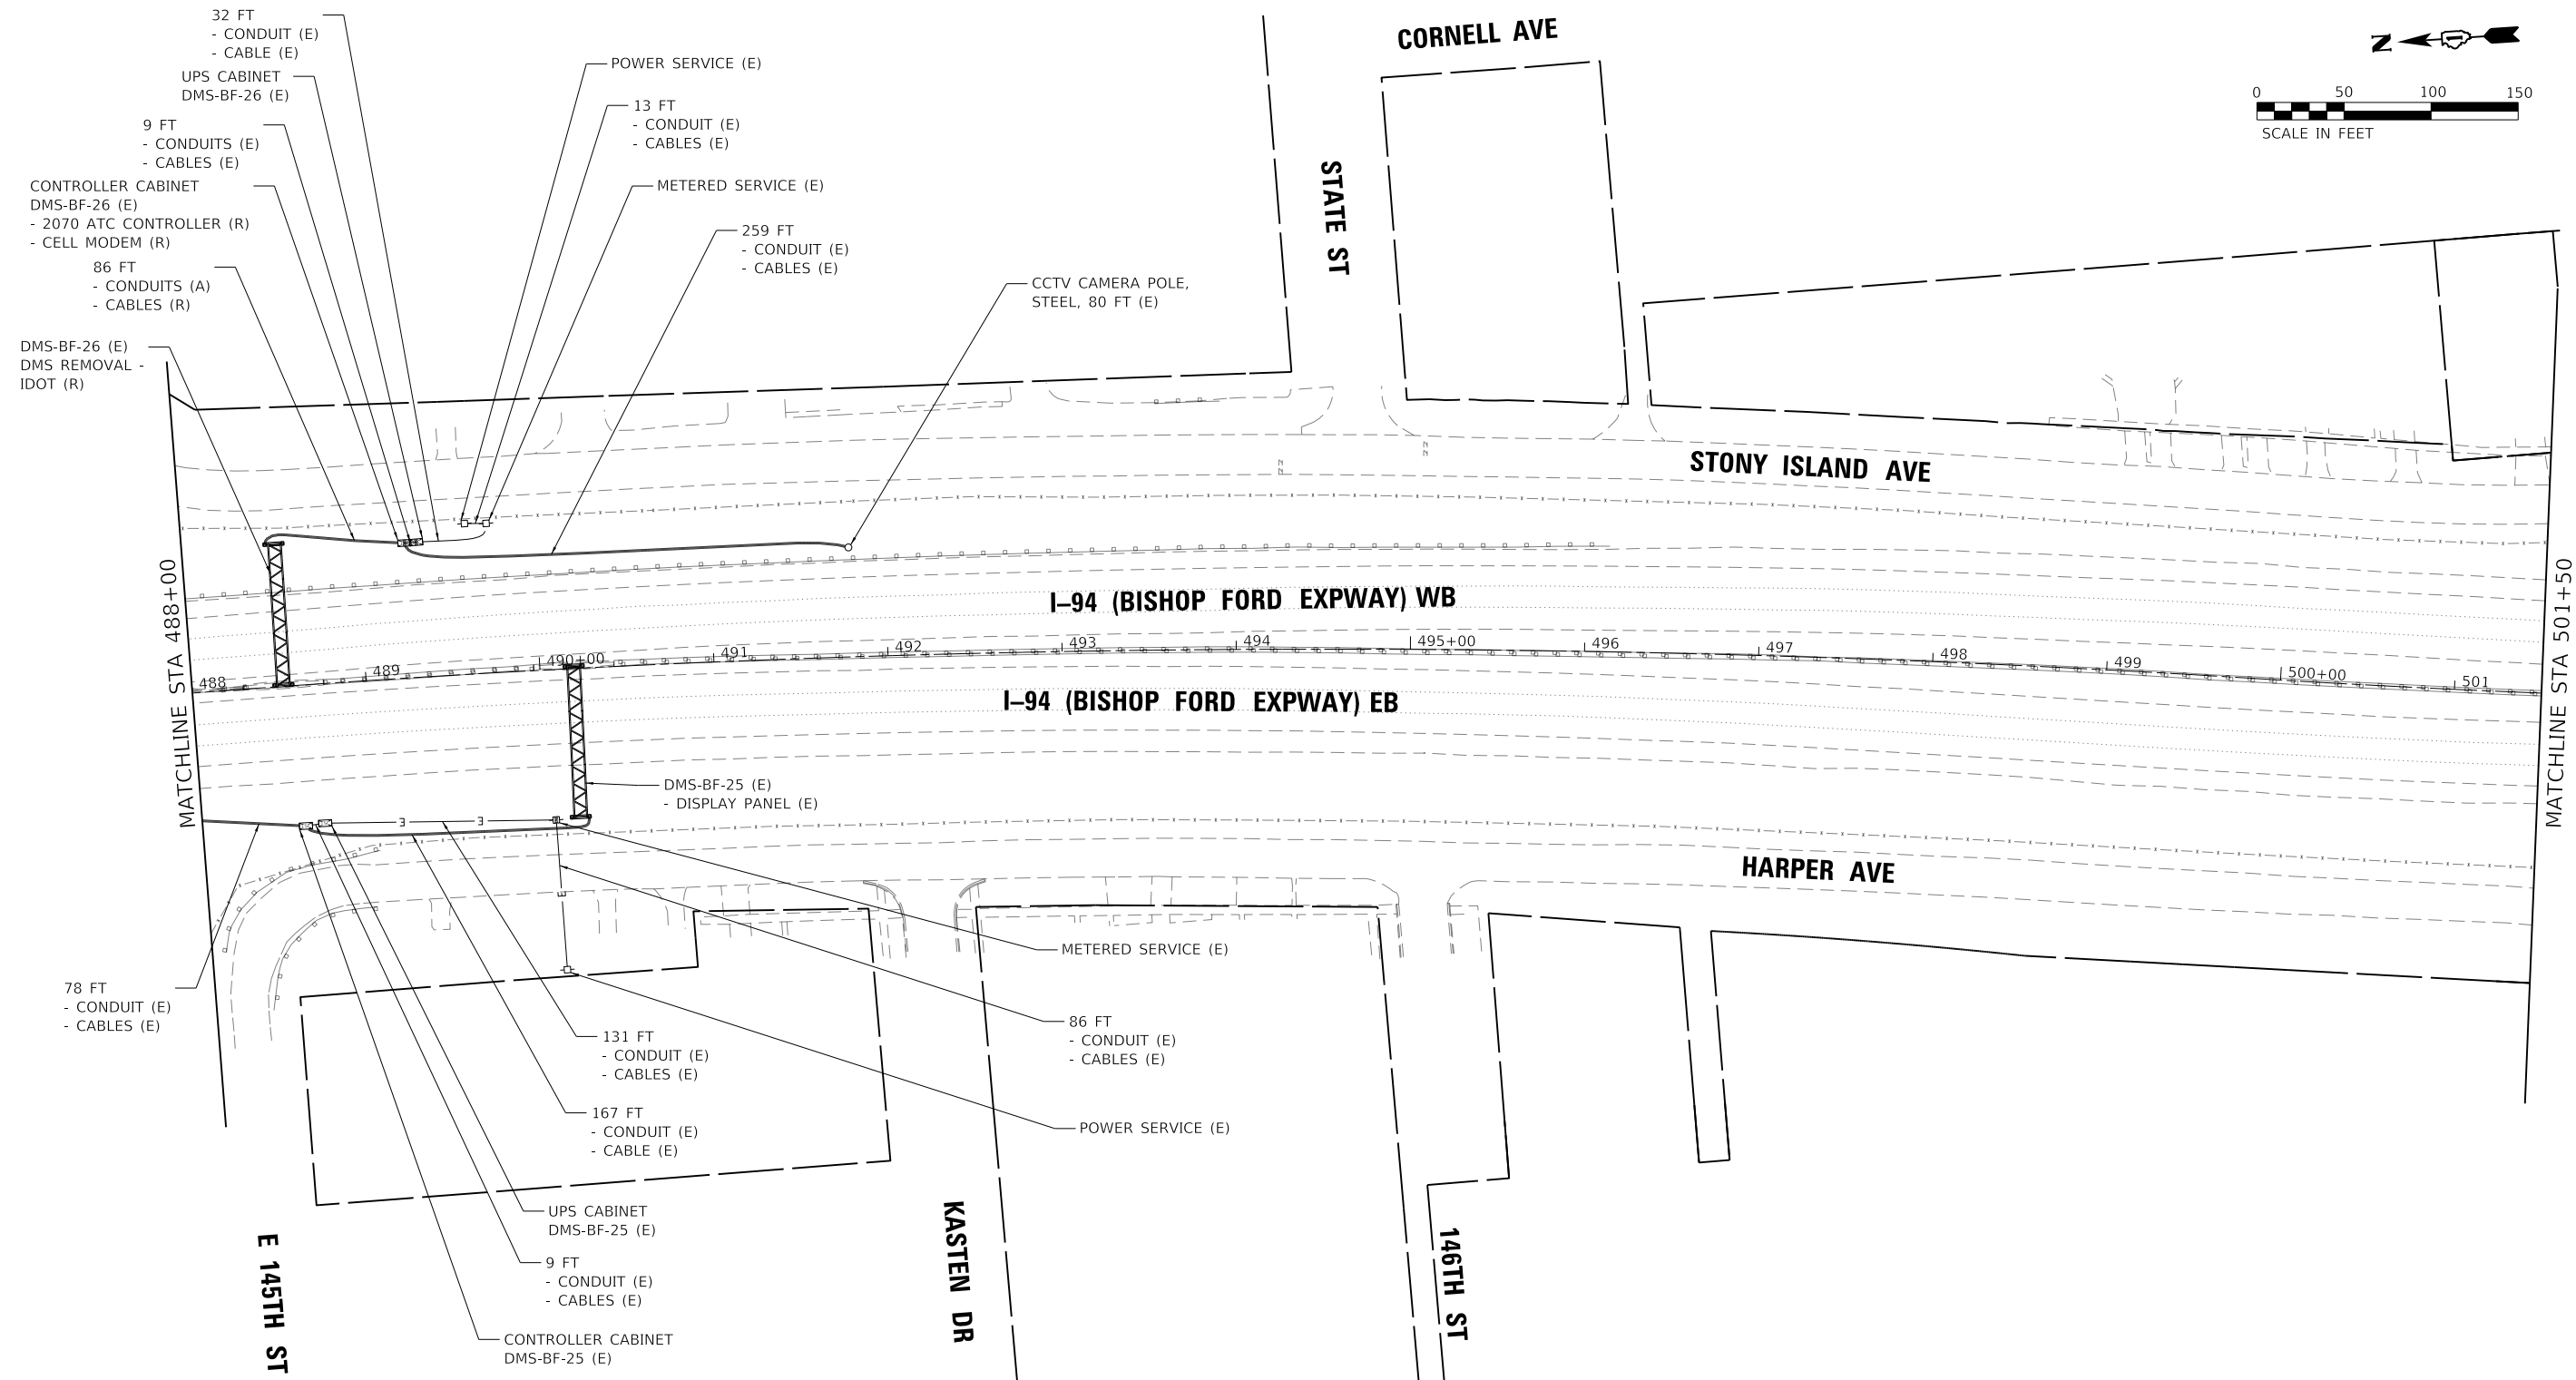 32 FT
- CONDUIT (E)
- CABLE (E)
UPS CABINET
DMS-BF-26 (E)
9 FT
- CONDUITS (E)
- CABLES (E)
CONTROLLER CABINET
DMS-BF-26 (E)
- 2070 ATC CONTROLLER (R)
- CELL MODEM (R)
86 FT
- CONDUITS (A)
- CABLES (R)
DMS-BF-26 (E)
DMS REMOVAL -
IDOT (R)
POWER SERVICE (E)
13 FT
- CONDUIT (E)
- CABLES (E)
METERED SERVICE (E)
259 FT
- CONDUIT (E)
- CABLES (E)
CCTV CAMERA POLE,
STEEL, 80 FT (E)
CORNELL AVE
STATE ST
N
0 50 100 150
SCALE IN FEET
STONY ISLAND AVE
MATCHLINE STA 488+00
I-94 (BISHOP FORD EXPWAY) WB
488 489 490+00 491 492 493 494 495+00 496 497 498 499 500+00 501
I-94 (BISHOP FORD EXPWAY) EB
MATCHLINE STA 501+50
DMS-BF-25 (E)
- DISPLAY PANEL (E)
HARPER AVE
METERED SERVICE (E)
78 FT
- CONDUIT (E)
- CABLES (E)
86 FT
- CONDUIT (E)
- CABLES (E)
131 FT
- CONDUIT (E)
- CABLES (E)
167 FT
- CONDUIT (E)
- CABLE (E)
POWER SERVICE (E)
UPS CABINET
DMS-BF-25 (E)
9 FT
- CONDUIT (E)
- CABLES (E)
CONTROLLER CABINET
DMS-BF-25 (E)
E 145TH ST
KASTEN DR
146TH ST